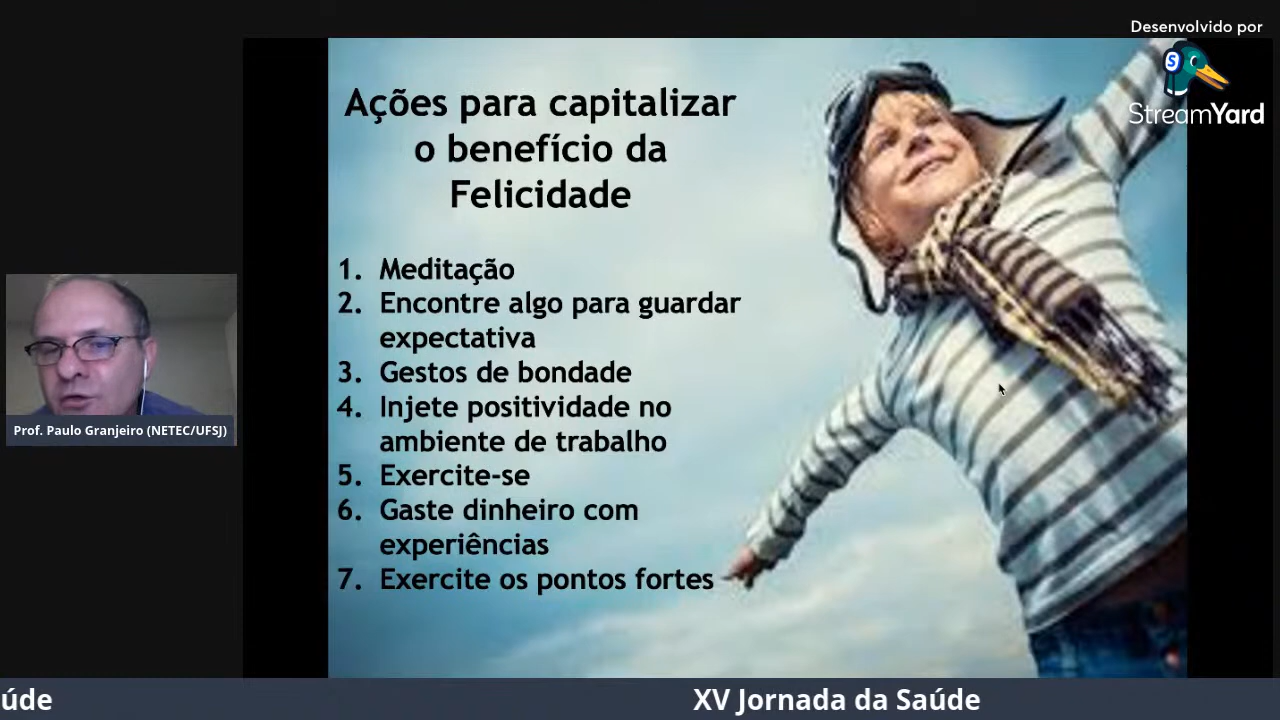 Desenvolvido por
StreamYard
Ações para capitalizar
o benefício da
Felicidade
1. Meditação
2. Encontre algo para guardar
expectativa
3. Gestos de bondade
4. Injete positividade no
ambiente de trabalho
5. Exercite-se
6. Gaste dinheiro com
experiências
7. Exercite os pontos fortes
Prof. Paulo Granjeiro (NETEC/UFSJ)
úde
XV Jornada da Saúde